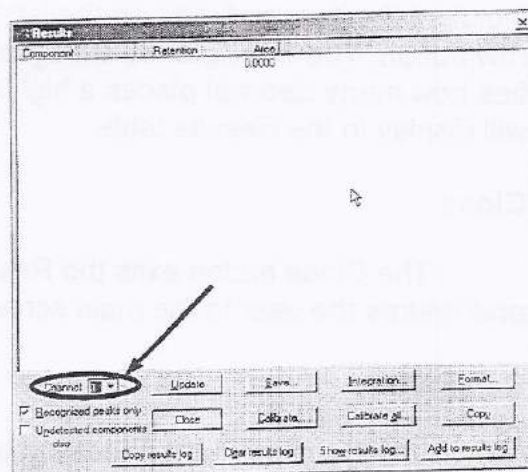 Results
Component Retention Area
0.0000
Channel
Update Save... Integration... Format...
Recognized peaks only
Close Calibrate... Calibrate all... Copy
Undetected components
also
Copy results log Clear results log Show results log... Add to results log